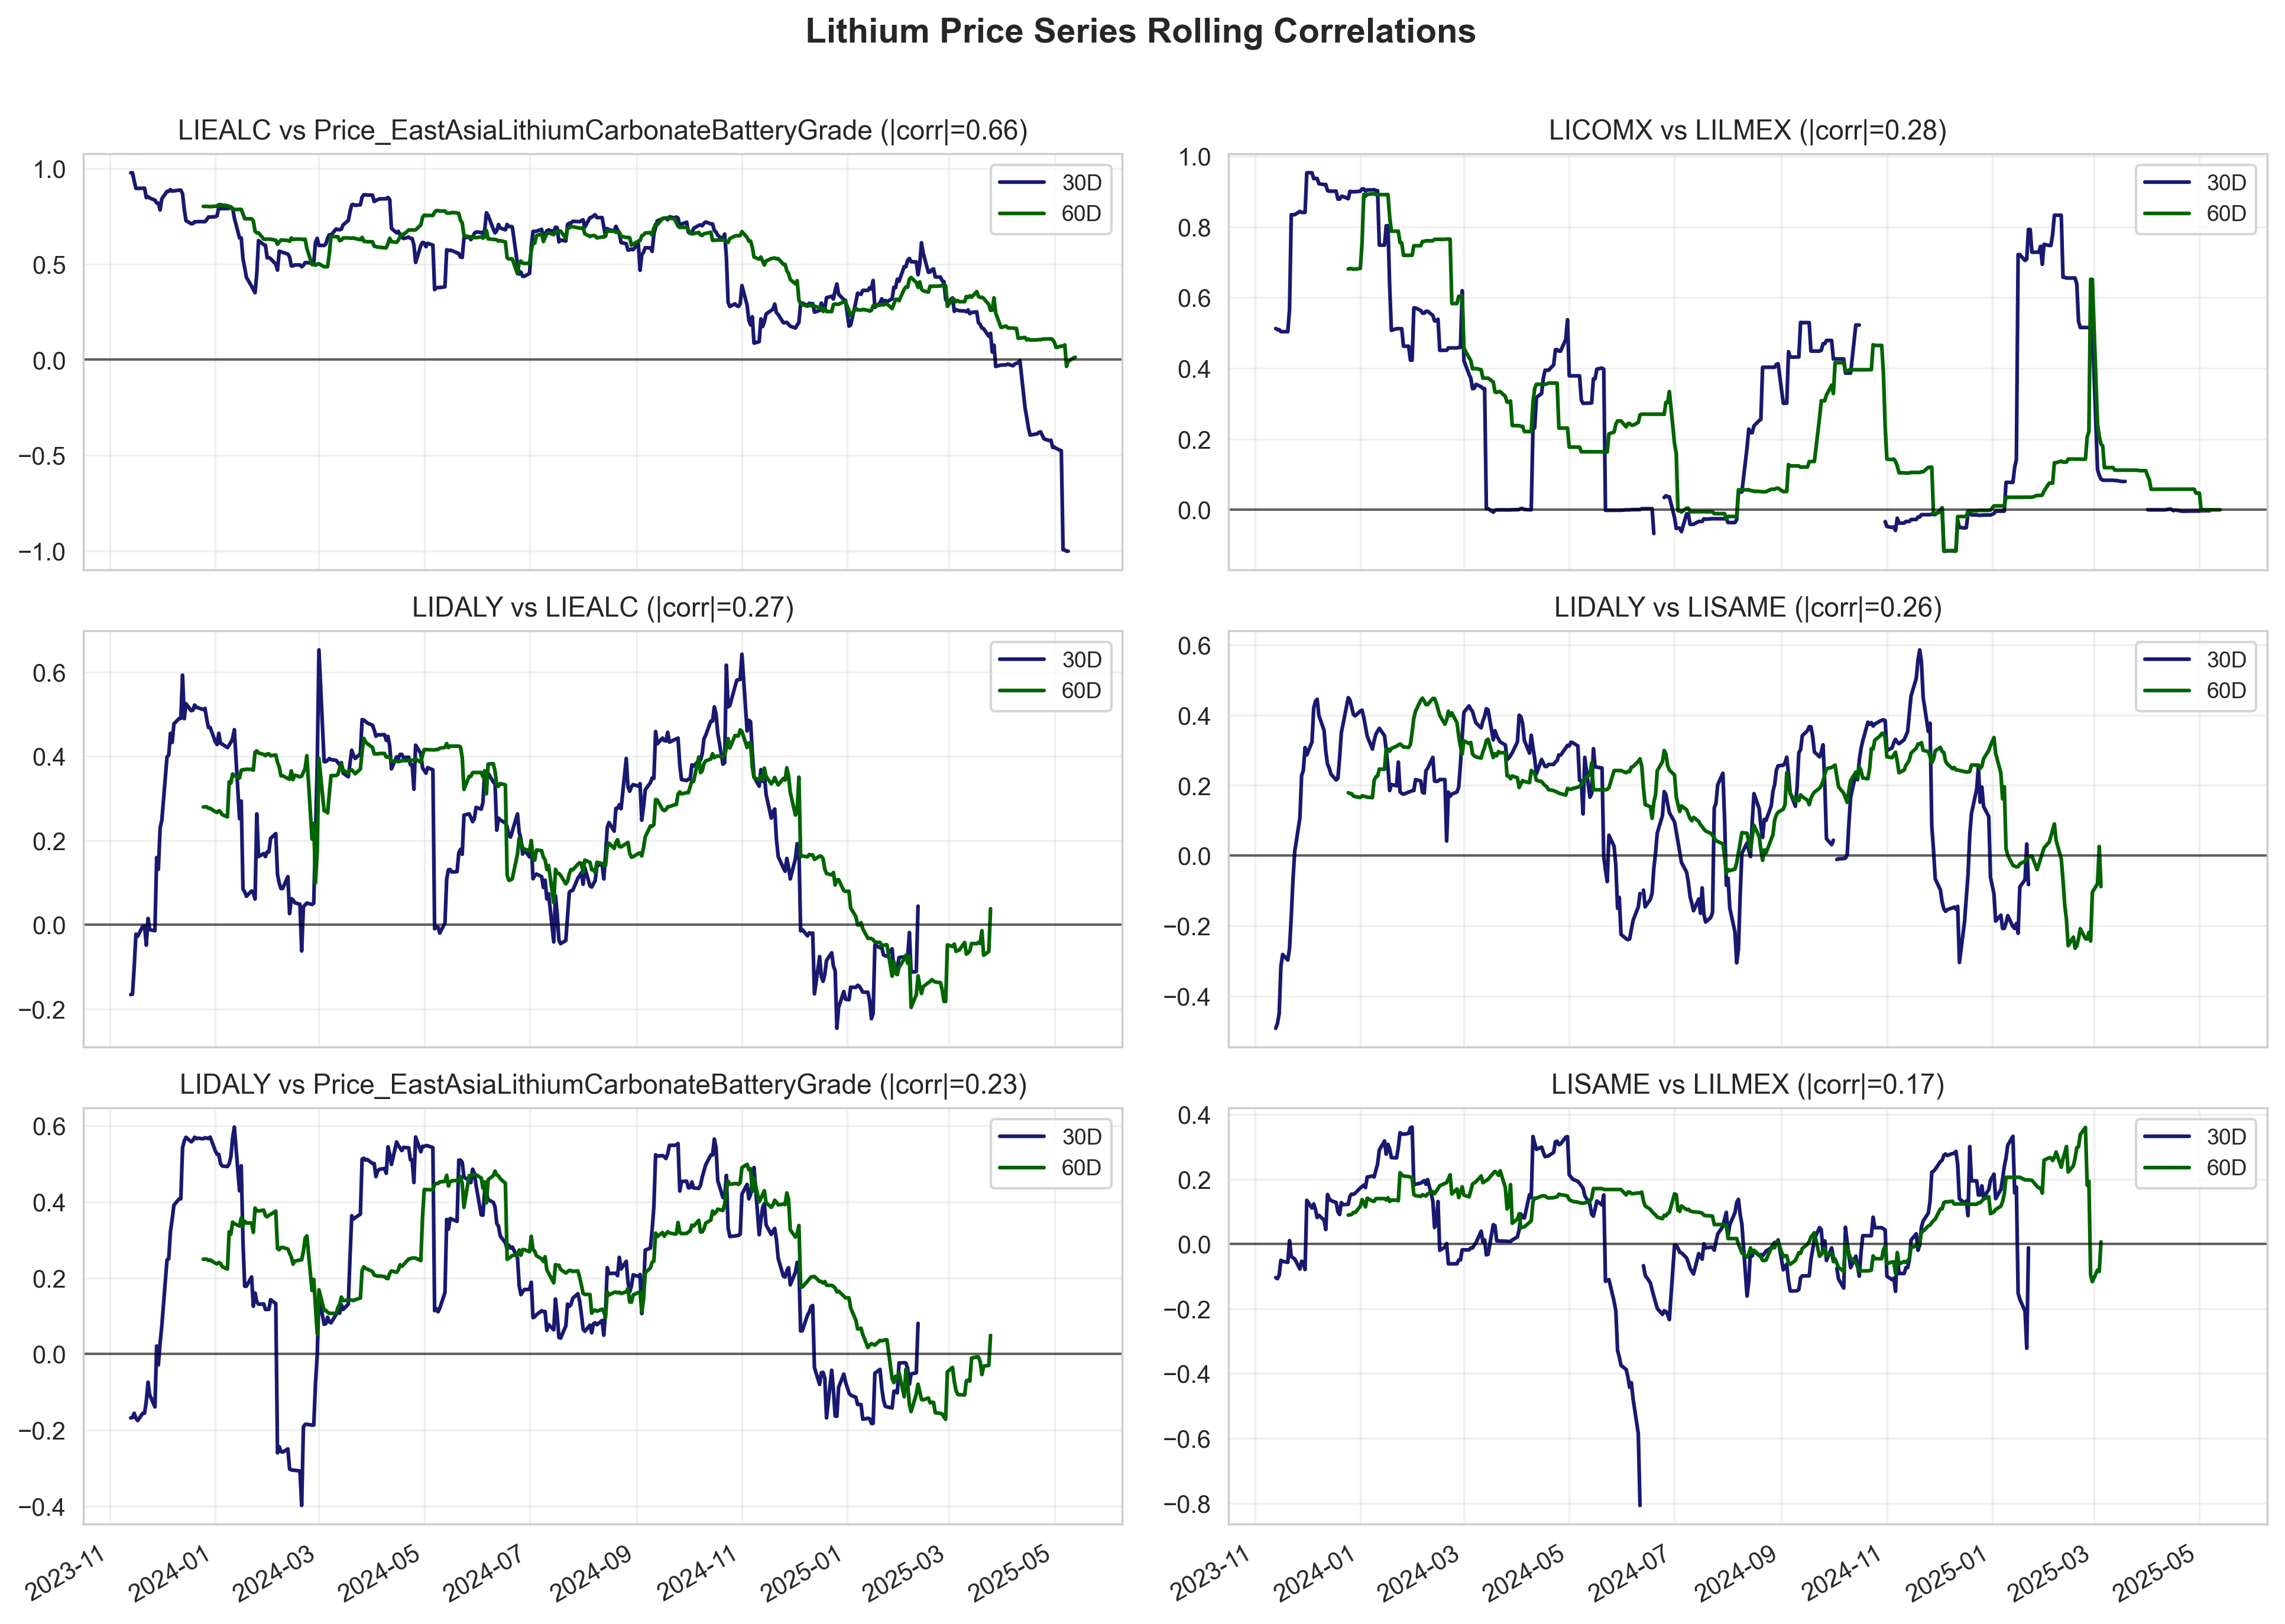 Lithium Price Series Rolling Correlations
LIEALC vs Price_EastAsiaLithiumCarbonateBatteryGrade (|corr|=0.66)
1.0
0.5
0.0
−0.5
−1.0
30D
60D
LICOMX vs LILMEX (|corr|=0.28)
1.0
0.8
0.6
0.4
0.2
0.0
30D
60D
LIDALY vs LIEALC (|corr|=0.27)
0.6
0.4
0.2
0.0
−0.2
30D
60D
LIDALY vs LISAME (|corr|=0.26)
0.6
0.4
0.2
0.0
−0.2
−0.4
30D
60D
LIDALY vs Price_EastAsiaLithiumCarbonateBatteryGrade (|corr|=0.23)
0.6
0.4
0.2
0.0
−0.2
−0.4
30D
60D
2023-11
2024-01
2024-03
2024-05
2024-07
2024-09
2024-11
2025-01
2025-03
2025-05
LISAME vs LILMEX (|corr|=0.17)
0.4
0.2
0.0
−0.2
−0.4
−0.6
−0.8
30D
60D
2023-11
2024-01
2024-03
2024-05
2024-07
2024-09
2024-11
2025-01
2025-03
2025-05